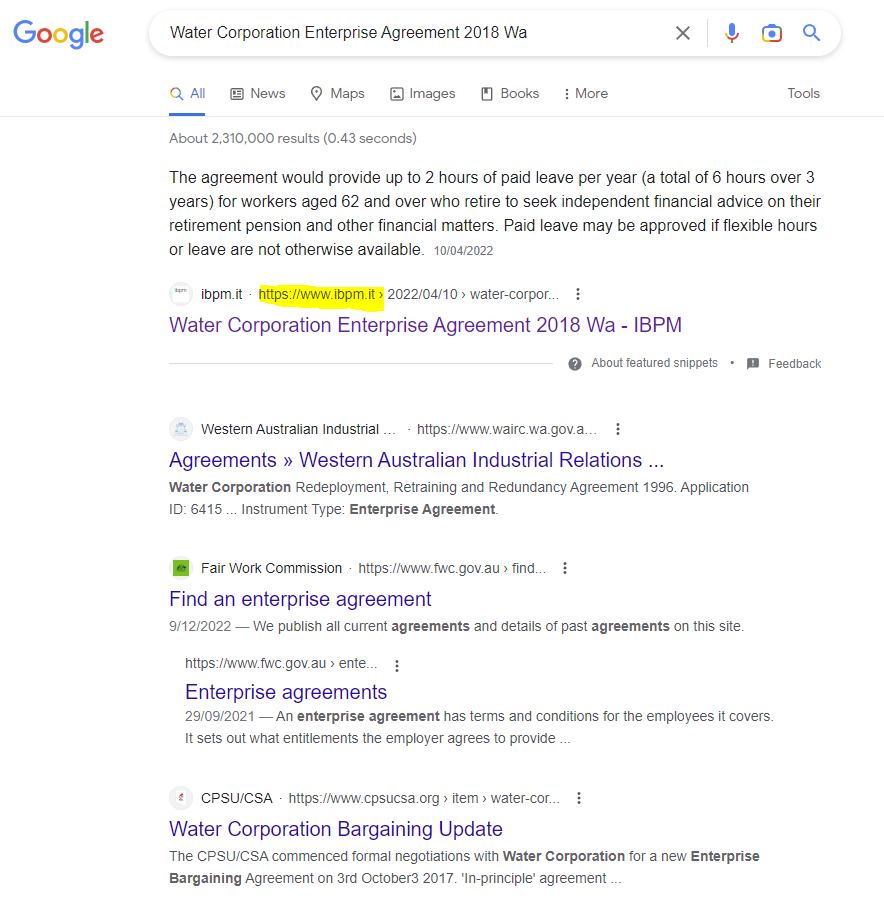 Google
Water Corporation Enterprise Agreement 2018 Wa
All News Maps Images Books More Tools
About 2,310,000 results (0.43 seconds)
The agreement would provide up to 2 hours of paid leave per year (a total of 6 hours over 3
years) for workers aged 62 and over who retire to seek independent financial advice on their
retirement pension and other financial matters. Paid leave may be approved if flexible hours
or leave are not otherwise available. 10/04/2022
ibpm.it · https://www.ibpm.it › 2022/04/10 › water-corpor...
Water Corporation Enterprise Agreement 2018 Wa - IBPM
About featured snippets • Feedback
Western Australian Industrial ... · https://www.wairc.wa.gov.a...
Agreements » Western Australian Industrial Relations ...
Water Corporation Redeployment, Retraining and Redundancy Agreement 1996. Application
ID: 6415 ... Instrument Type: Enterprise Agreement.
Fair Work Commission · https://www.fwc.gov.au › find...
Find an enterprise agreement
9/12/2022 — We publish all current agreements and details of past agreements on this site.
https://www.fwc.gov.au › ente...
Enterprise agreements
29/09/2021 — An enterprise agreement has terms and conditions for the employees it covers.
It sets out what entitlements the employer agrees to provide ...
CPSU/CSA · https://www.cpsucsa.org › item › water-cor...
Water Corporation Bargaining Update
The CPSU/CSA commenced formal negotiations with Water Corporation for a new Enterprise
Bargaining Agreement on 3rd October3 2017. 'In-principle' agreement ...